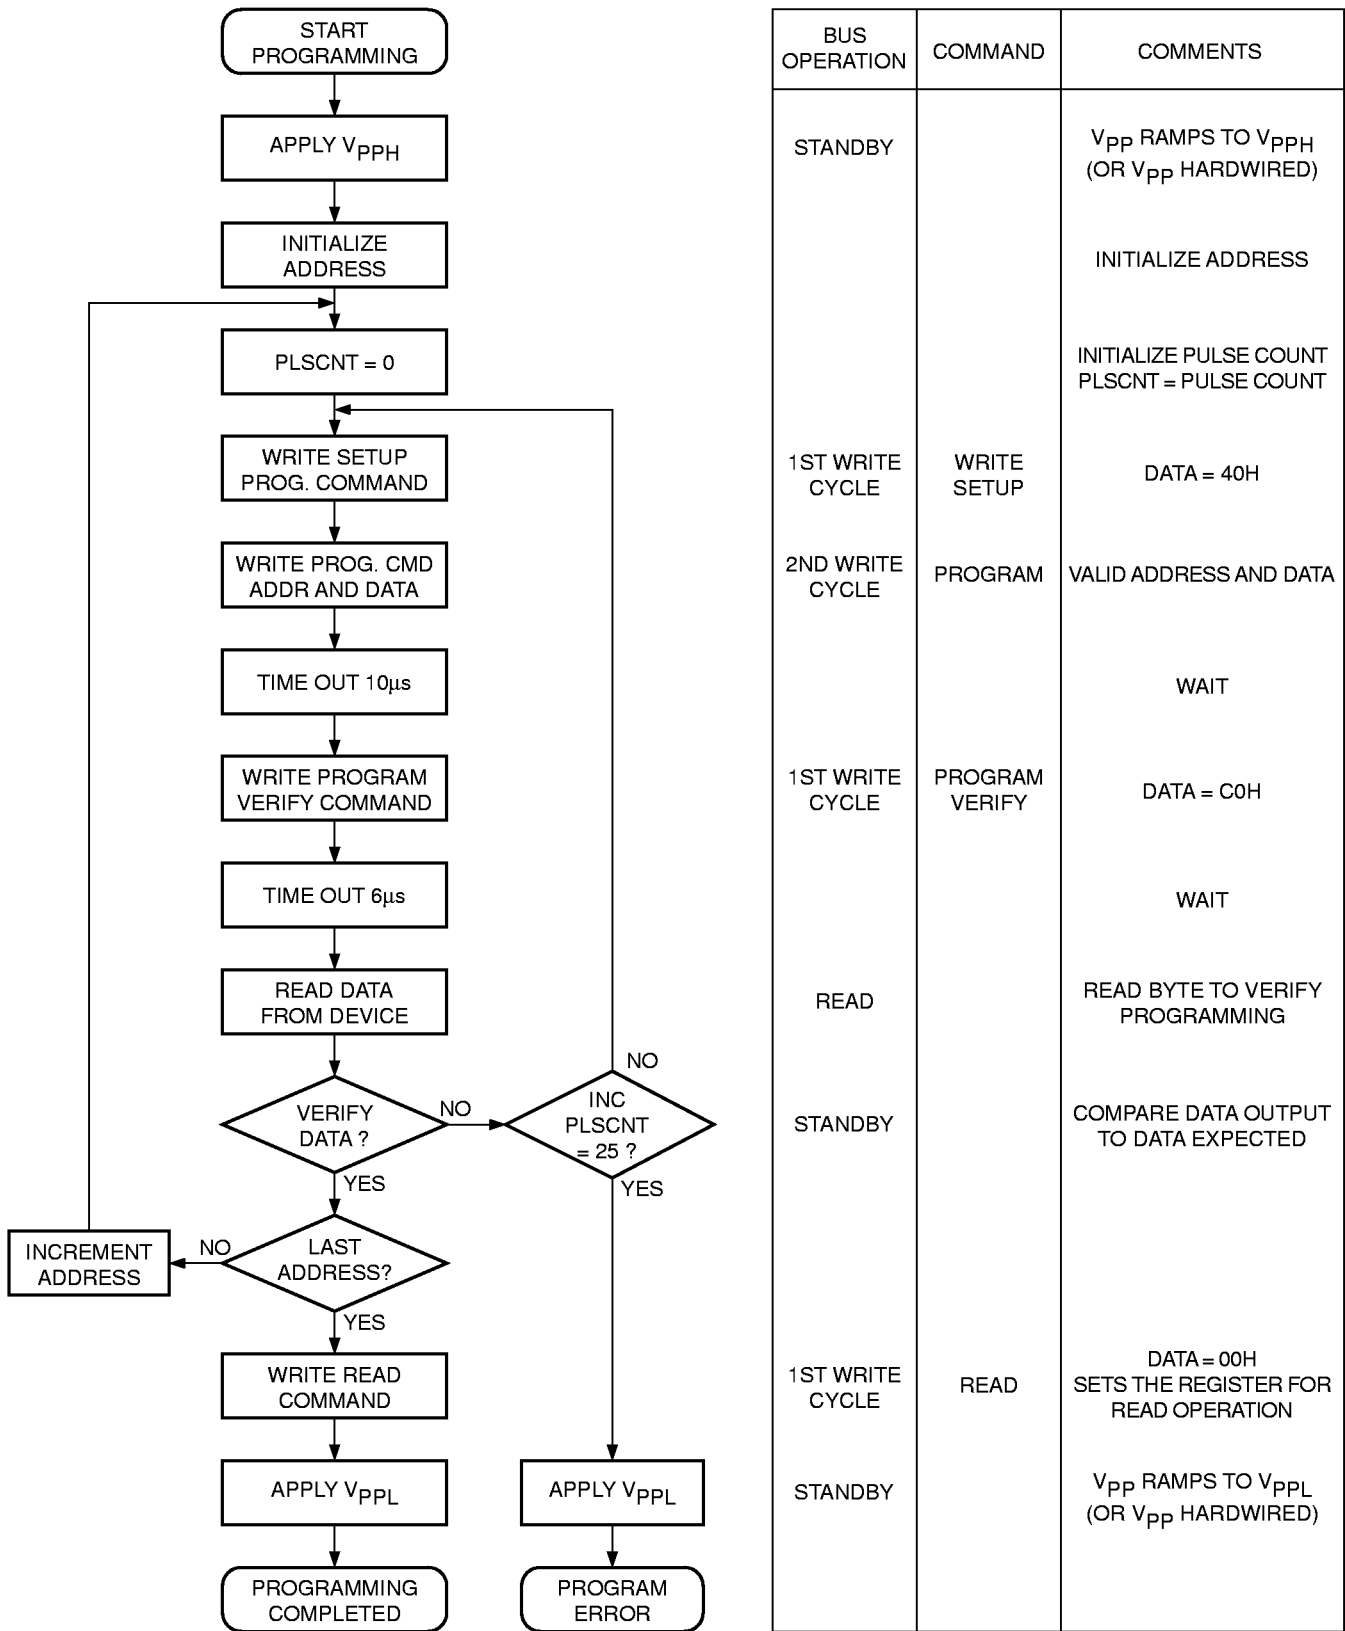 START
PROGRAMMING
APPLY VPPH
INITIALIZE
ADDRESS
PLSCNT = 0
WRITE SETUP
PROG. COMMAND
WRITE PROG. CMD
ADDR AND DATA
TIME OUT 10µs
WRITE PROGRAM
VERIFY COMMAND
TIME OUT 6µs
READ DATA
FROM DEVICE
VERIFY
DATA ?
NO
YES
INC
PLSCNT
= 25 ?
NO
YES
LAST
ADDRESS?
NO
YES
INCREMENT
ADDRESS
WRITE READ
COMMAND
APPLY VPPL
PROGRAMMING
COMPLETED
APPLY VPPL
PROGRAM
ERROR
BUS
OPERATION
COMMAND
COMMENTS
STANDBY
VPP RAMPS TO VPPH
(OR VPP HARDWIRED)
INITIALIZE ADDRESS
INITIALIZE PULSE COUNT
PLSCNT = PULSE COUNT
1ST WRITE
CYCLE
WRITE
SETUP
DATA = 40H
2ND WRITE
CYCLE
PROGRAM
VALID ADDRESS AND DATA
WAIT
1ST WRITE
CYCLE
PROGRAM
VERIFY
DATA = C0H
WAIT
READ
READ BYTE TO VERIFY
PROGRAMMING
STANDBY
COMPARE DATA OUTPUT
TO DATA EXPECTED
1ST WRITE
CYCLE
READ
DATA = 00H
SETS THE REGISTER FOR
READ OPERATION
STANDBY
VPP RAMPS TO VPPL
(OR VPP HARDWIRED)